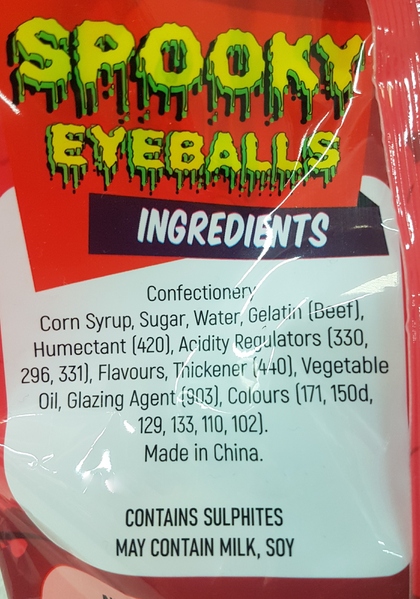 SPOOKY
EYEBALLS
INGREDIENTS
Confectionery
Corn Syrup, Sugar, Water, Gelatin (Beef),
Humectant (420), Acidity Regulators (330,
296, 331), Flavours, Thickener (440), Vegetable
Oil, Glazing Agent (903), Colours (171, 150d,
129, 133, 110, 102).
Made in China.
CONTAINS SULPHITES
MAY CONTAIN MILK, SOY